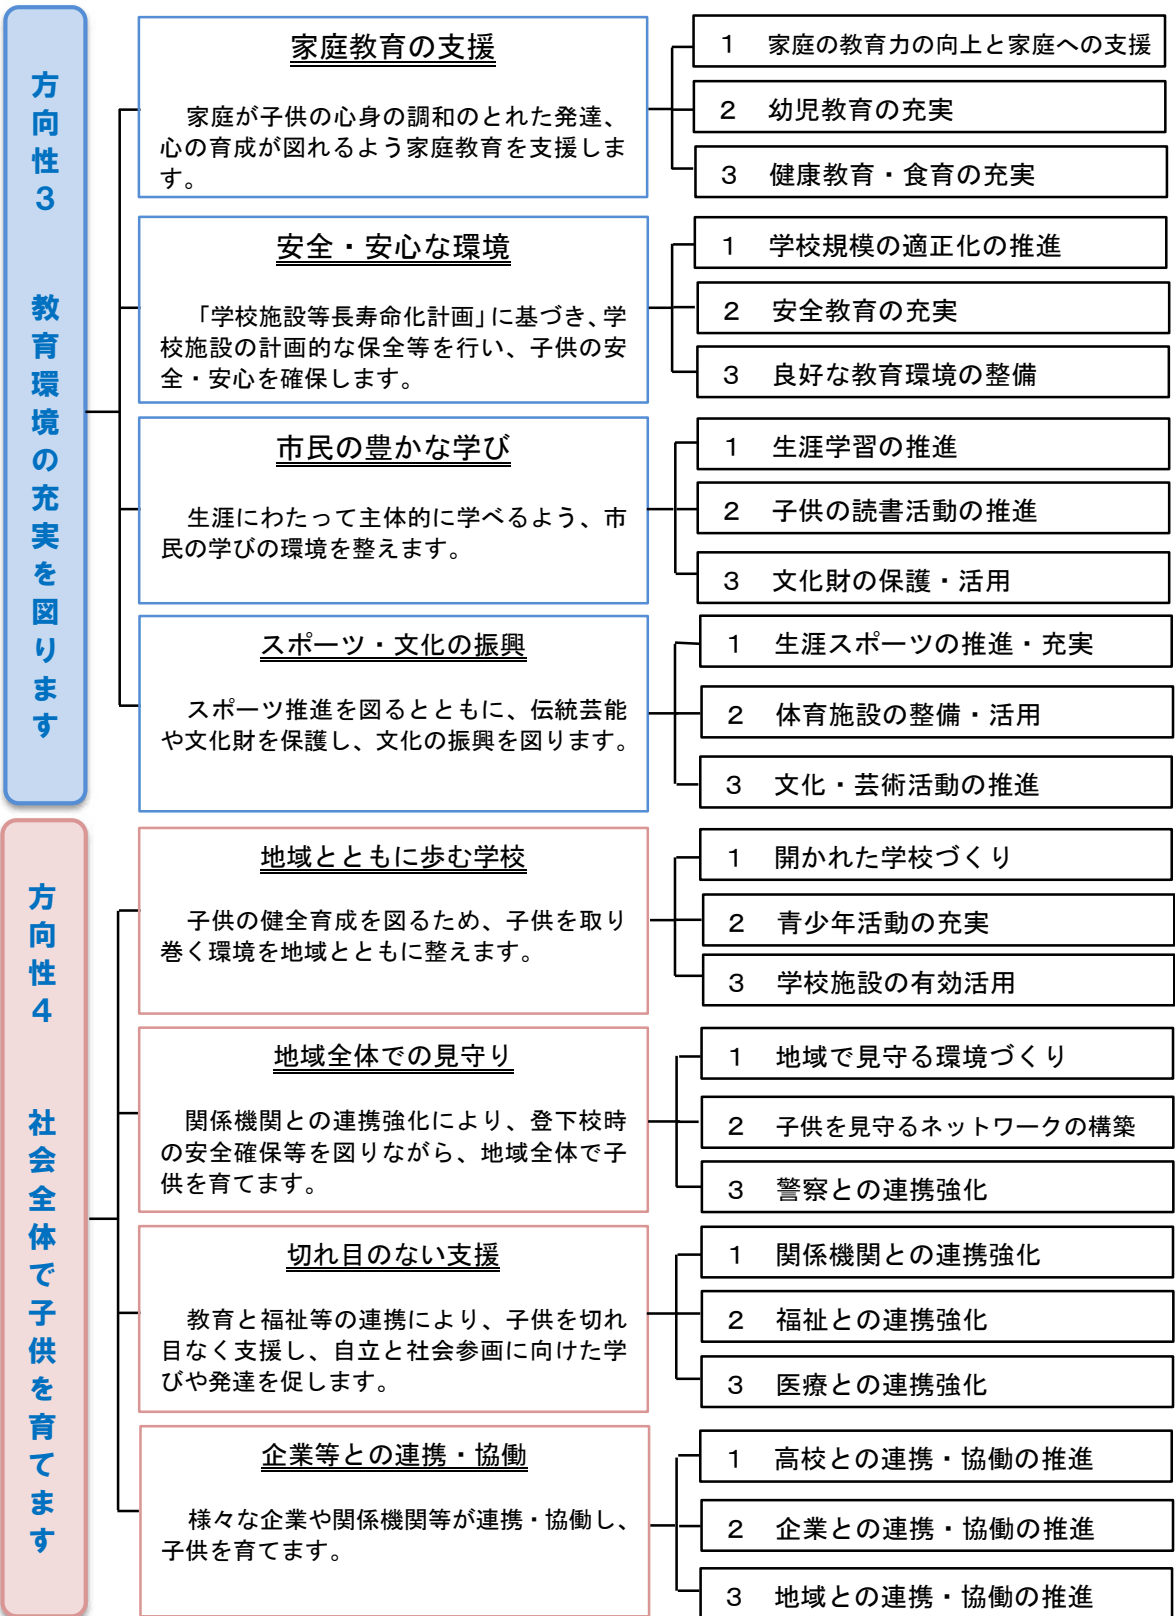 方向性３　教育環境の充実を図ります
家庭教育の支援
家庭が子供の心身の調和のとれた発達、
心の育成が図れるよう家庭教育を支援しま
す。
１　家庭の教育力の向上と家庭への支援
２　幼児教育の充実
３　健康教育・食育の充実
安全・安心な環境
「学校施設等長寿命化計画」に基づき、学
校施設の計画的な保全等を行い、子供の安
全・安心を確保します。
１　学校規模の適正化の推進
２　安全教育の充実
３　良好な教育環境の整備
市民の豊かな学び
生涯にわたって主体的に学べるよう、市
民の学びの環境を整えます。
１　生涯学習の推進
２　子供の読書活動の推進
３　文化財の保護・活用
スポーツ・文化の振興
スポーツ推進を図るとともに、伝統芸能
や文化財を保護し、文化の振興を図ります。
１　生涯スポーツの推進・充実
２　体育施設の整備・活用
３　文化・芸術活動の推進
方向性４　社会全体で子供を育てます
地域とともに歩む学校
子供の健全育成を図るため、子供を取り
巻く環境を地域とともに整えます。
１　開かれた学校づくり
２　青少年活動の充実
３　学校施設の有効活用
地域全体での見守り
関係機関との連携強化により、登下校時
の安全確保等を図りながら、地域全体で子
供を育てます。
１　地域で見守る環境づくり
２　子供を見守るネットワークの構築
３　警察との連携強化
切れ目のない支援
教育と福祉等の連携により、子供を切れ
目なく支援し、自立と社会参画に向けた学
びや発達を促します。
１　関係機関との連携強化
２　福祉との連携強化
３　医療との連携強化
企業等との連携・協働
様々な企業や関係機関等が連携・協働し、
子供を育てます。
１　高校との連携・協働の推進
２　企業との連携・協働の推進
３　地域との連携・協働の推進